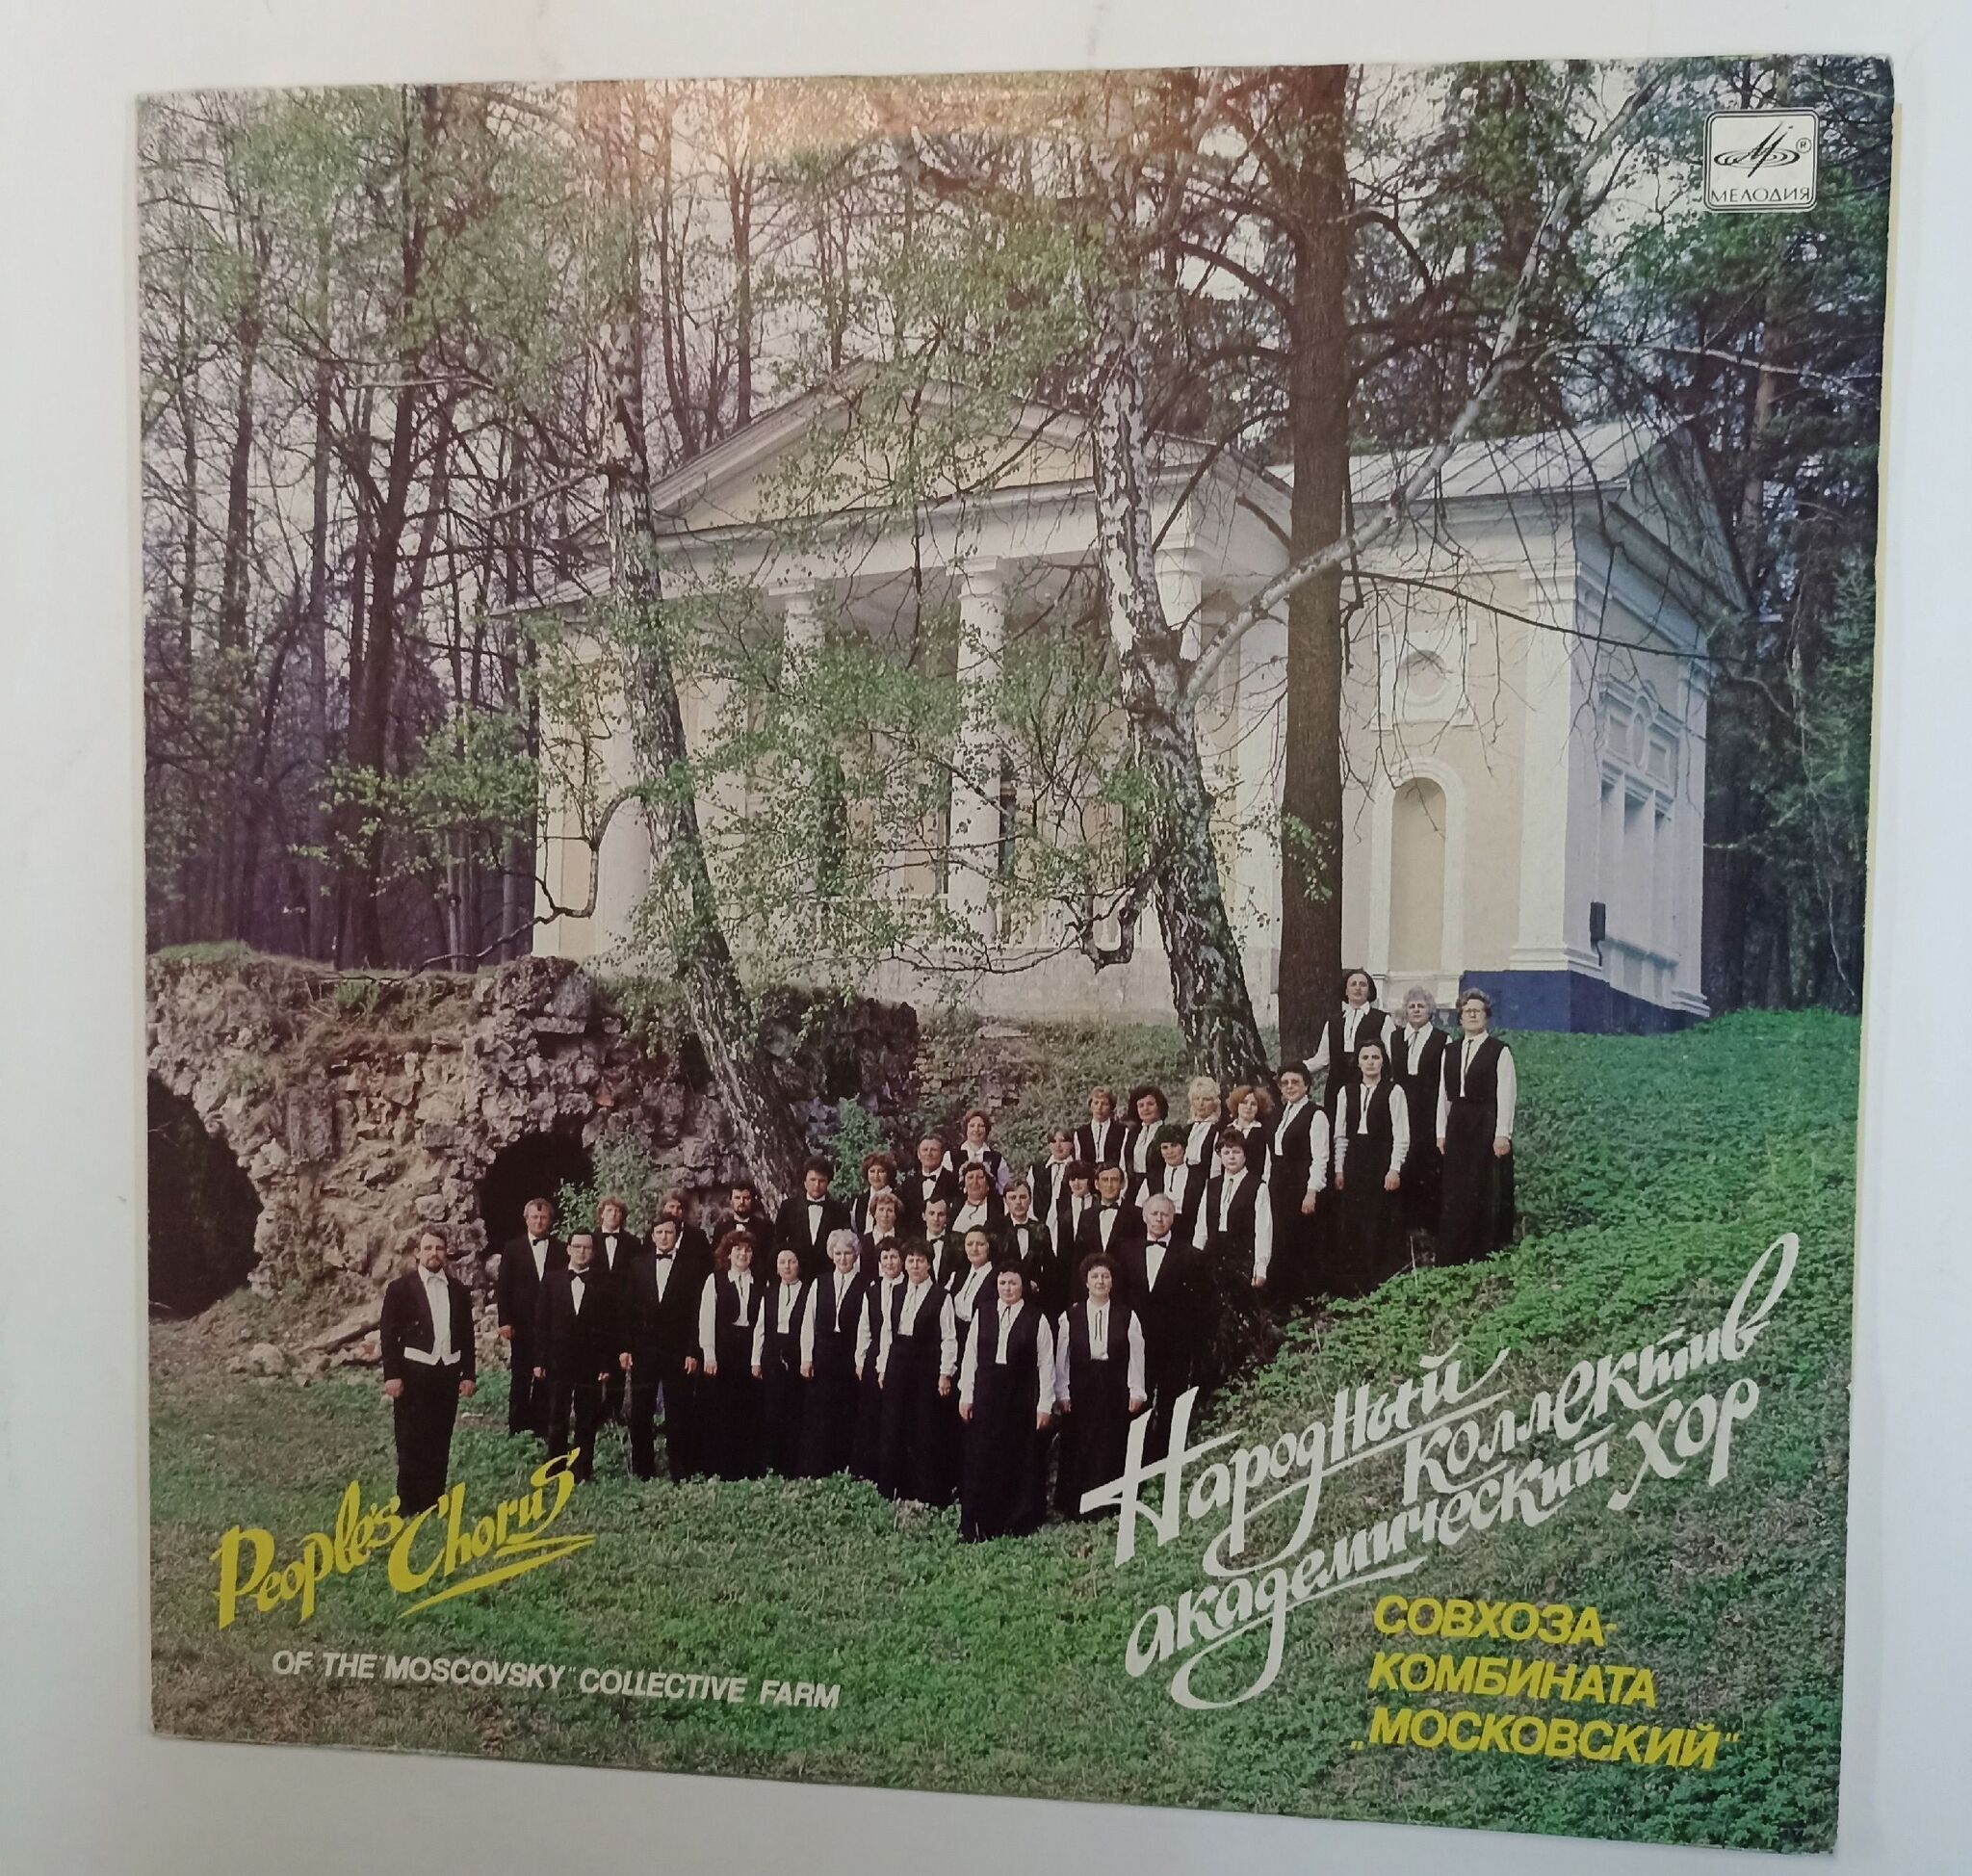 МЕЛОДИЯ
Народный
коллектив
академический хор
СОВХОЗА-
КОМБИНАТА
„МОСКОВСКИЙ“
People's Chorus
OF THE "MOSCOVSKY" COLLECTIVE FARM